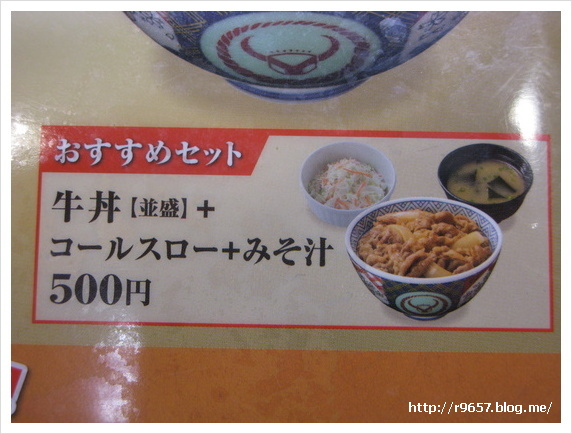 おすすめセット
牛丼【並盛】+
コールスロー+みそ汁
500円
http://r9657.blog.me/